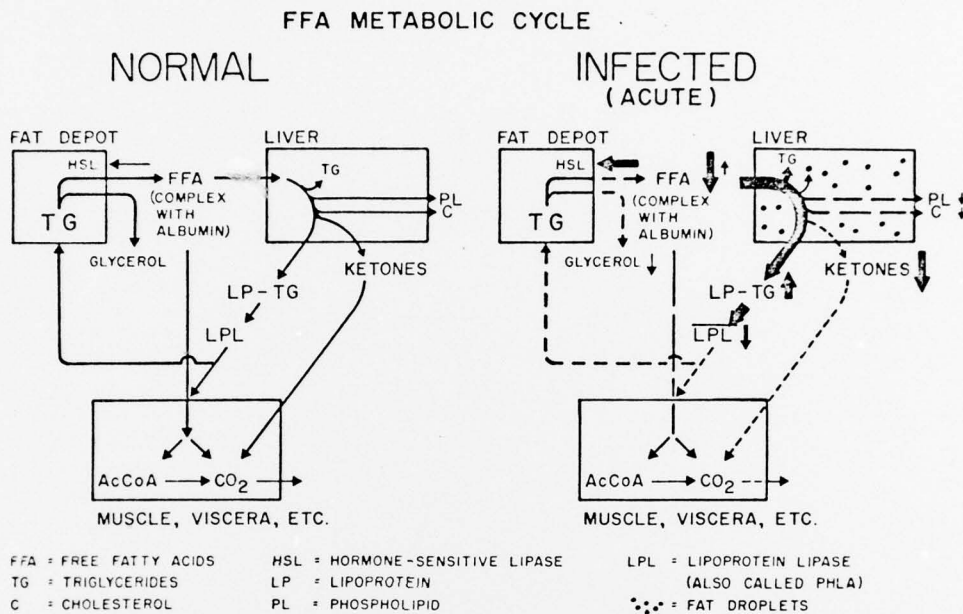 FFA METABOLIC CYCLE
NORMAL
FAT DEPOT
LIVER
HSL
TG
FFA
(COMPLEX
WITH
ALBUMIN)
TG
PL
C
GLYCEROL
KETONES
LP-TG
LPL
AcCoA
CO2
MUSCLE, VISCERA, ETC.
INFECTED
(ACUTE)
FAT DEPOT
LIVER
HSL
TG
FFA
(COMPLEX
WITH
ALBUMIN)
TG
PL
C
GLYCEROL
KETONES
LP-TG
LPL
AcCoA
CO2
MUSCLE, VISCERA, ETC.
FFA = FREE FATTY ACIDS
TG = TRIGLYCERIDES
C = CHOLESTEROL
HSL = HORMONE-SENSITIVE LIPASE
LP = LIPOPROTEIN
PL = PHOSPHOLIPID
LPL = LIPOPROTEIN LIPASE
(ALSO CALLED PHLA)
= FAT DROPLETS